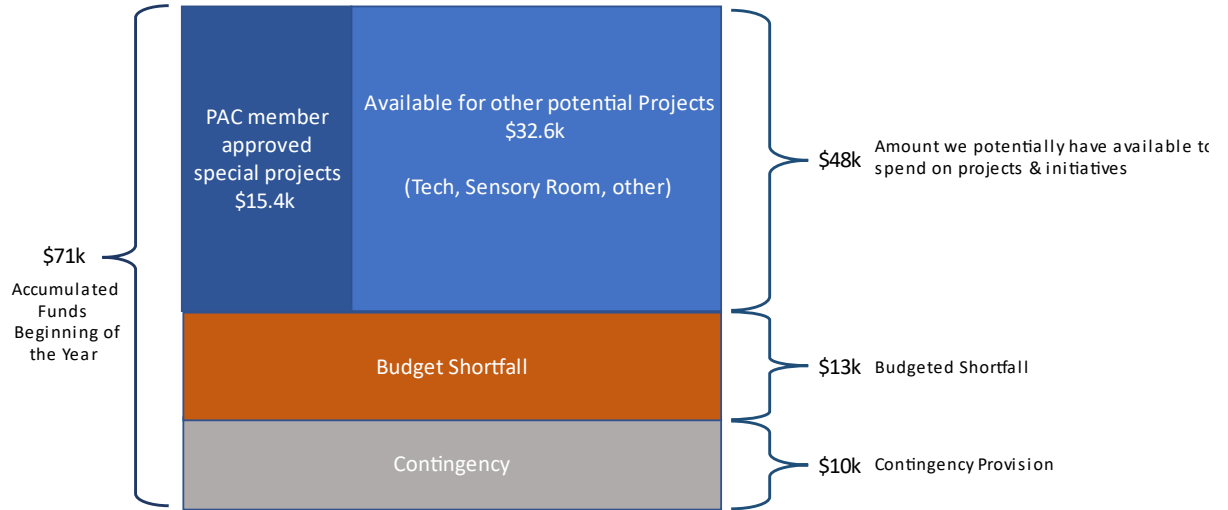 $71k
Accumulated
Funds
Beginning of
the Year
PAC member
approved
special projects
$15.4k
Available for other potential Projects
$32.6k
(Tech, Sensory Room, other)
Budget Shortfall
Contingency
$48k
Amount we potentially have available to
spend on projects & initiatives
$13k
Budgeted Shortfall
$10k
Contingency Provision